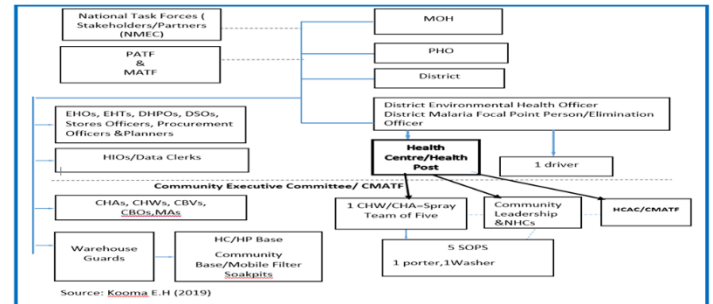 National Task Forces (
Stakeholders/Partners
(NMEC)
MOH
PATF
&
MATF
PHO
District
EHOs, EHTs, DHPOs, DSOs,
Stores Officers, Procurement
Officers &Planners
District Environmental Health Officer
District Malaria Focal Point Person/Elimination
Officer
HIOs/Data Clerks
Health
Centre/Health
Post
1 driver
Community Executive Committee/ CMATF
CHAs, CHWs, CBVs,
CBOs,MAs
1 CHW/CHA–Spray
Team of Five
Community
Leadership
&NHCs
HCAC/CMATF
Warehouse
Guards
HC/HP Base
Community
Base/Mobile Filter
Soakpits
5 SOPS
1 porter,1Washer
Source: Kooma E.H (2019)